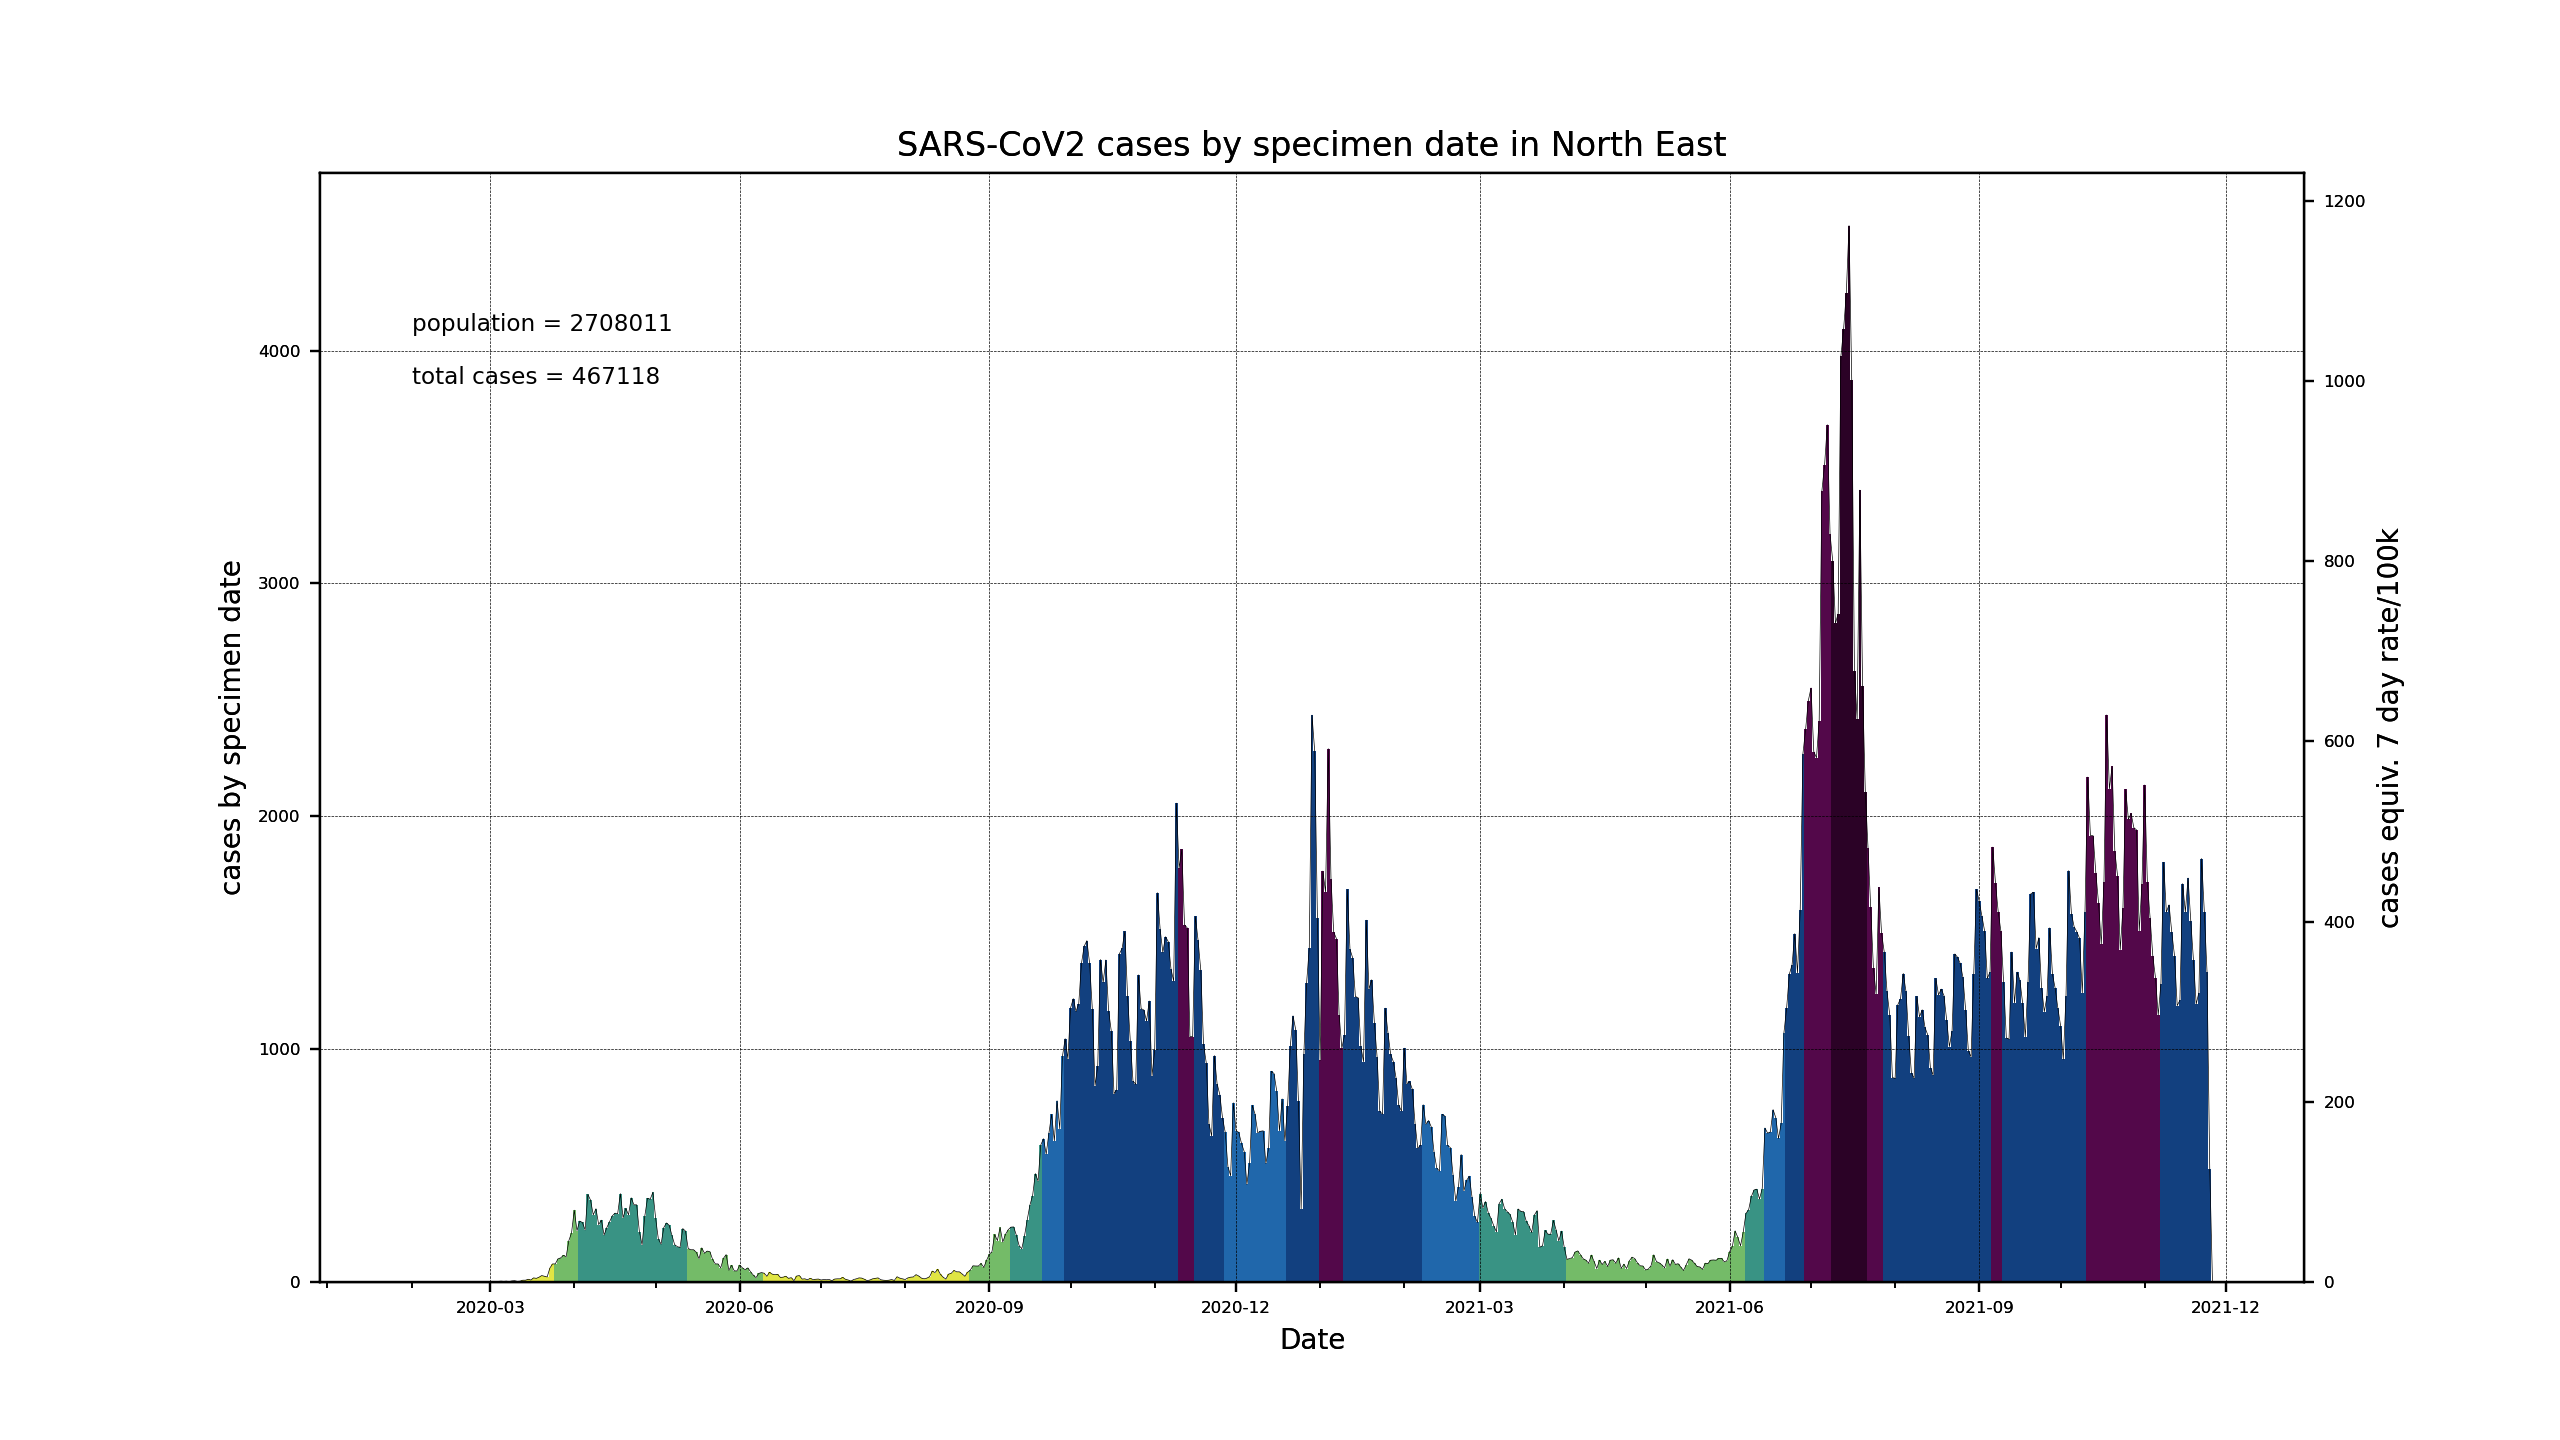 SARS-CoV2 cases by specimen date in North East
population = 2708011
total cases = 467118
cases by specimen date
4000
3000
2000
1000
0
1200
1000
800
600
400
200
0
cases equiv. 7 day rate/100k
2020-03 2020-06 2020-09 2020-12 2021-03 2021-06 2021-09 2021-12
Date